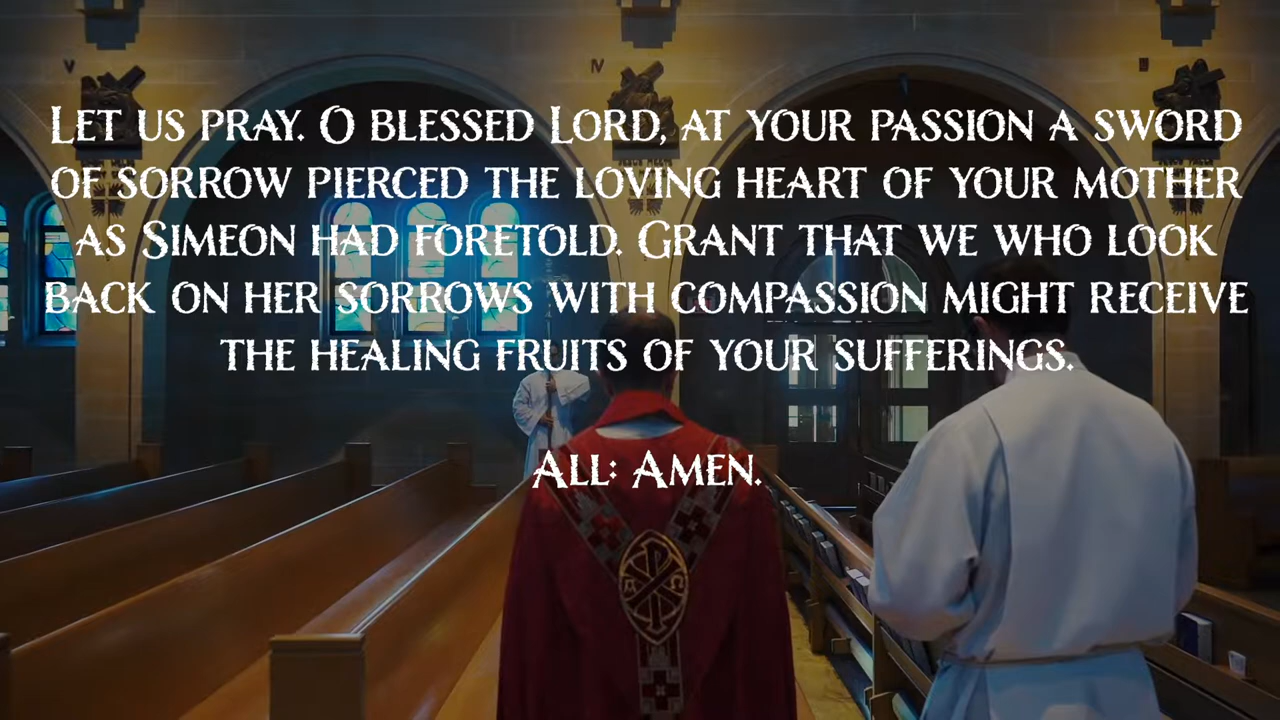 V
IV
Let us pray. O blessed Lord, at your passion a sword
of sorrow pierced the loving heart of your mother
as Simeon had foretold. Grant that we who look
back on her sorrows with compassion might receive
the healing fruits of your sufferings.
All: Amen.